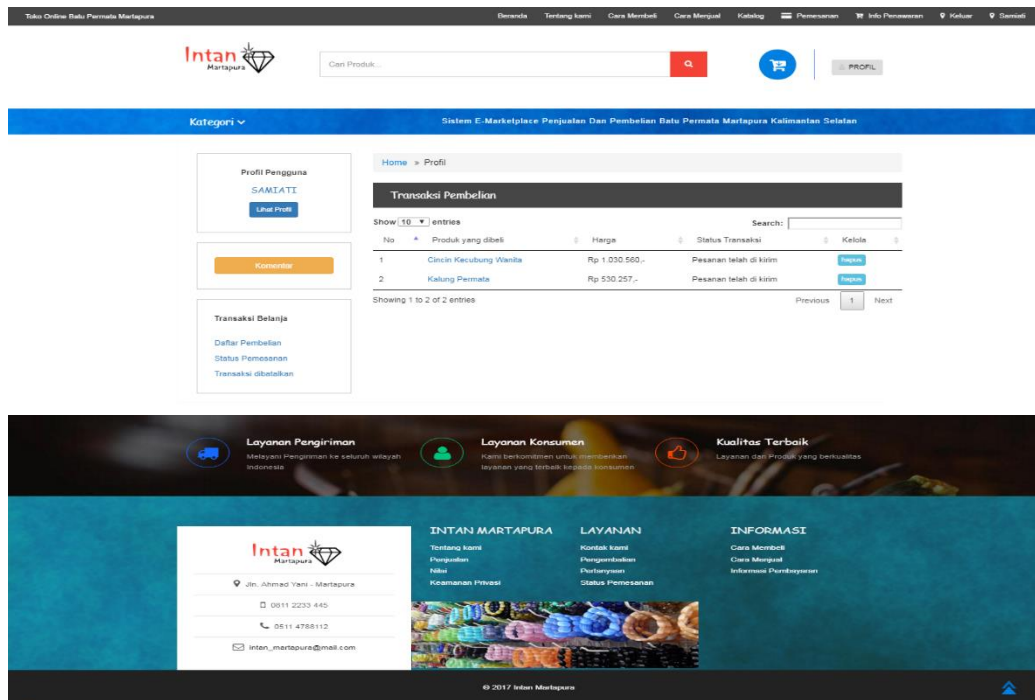 Toko Online Batu Permata Martapura
Beranda Tentang kami Cara Membeli Cara Menjual Katalog Pemesanan Info Penawaran Keluar Samiati
Intan
Martapura
Cari Produk...
PROFIL
Kategori
Sistem E-Marketplace Penjualan Dan Pembelian Batu Permata Martapura Kalimantan Selatan
Profil Pengguna
SAMIATI
Lihat Profil
Komentar
Transaksi Belanja
Daftar Pembelian
Status Pemesanan
Transaksi dibatalkan
Home » Profil
Transaksi Pembelian
Show 10 entries Search:
No Produk yang dibeli Harga Status Transaksi Kelola
1 Cincin Kecubung Wanita Rp 1.030.560,- Pesanan telah di kirim hapus
2 Kalung Permata Rp 530.257,- Pesanan telah di kirim hapus
Showing 1 to 2 of 2 entries Previous 1 Next
Layanan Pengiriman
Melayani Pengiriman ke seluruh wilayah
Indonesia
Layanan Konsumen
Kami berkomitmen untuk memberikan
layanan yang terbaik kepada konsumen
Kualitas Terbaik
Layanan dan Produk yang berkualitas
Intan
Martapura
Jln. Ahmad Yani - Martapura
0811 2233 445
0511 4788112
intan_martapura@mail.com
INTAN MARTAPURA
Tentang kami
Penjualan
Nilai
Keamanan Privasi
LAYANAN
Kontak kami
Pengembalian
Pertanyaan
Status Pemesanan
INFORMASI
Cara Membeli
Cara Menjual
Informasi Pembayaran
© 2017 Intan Martapura